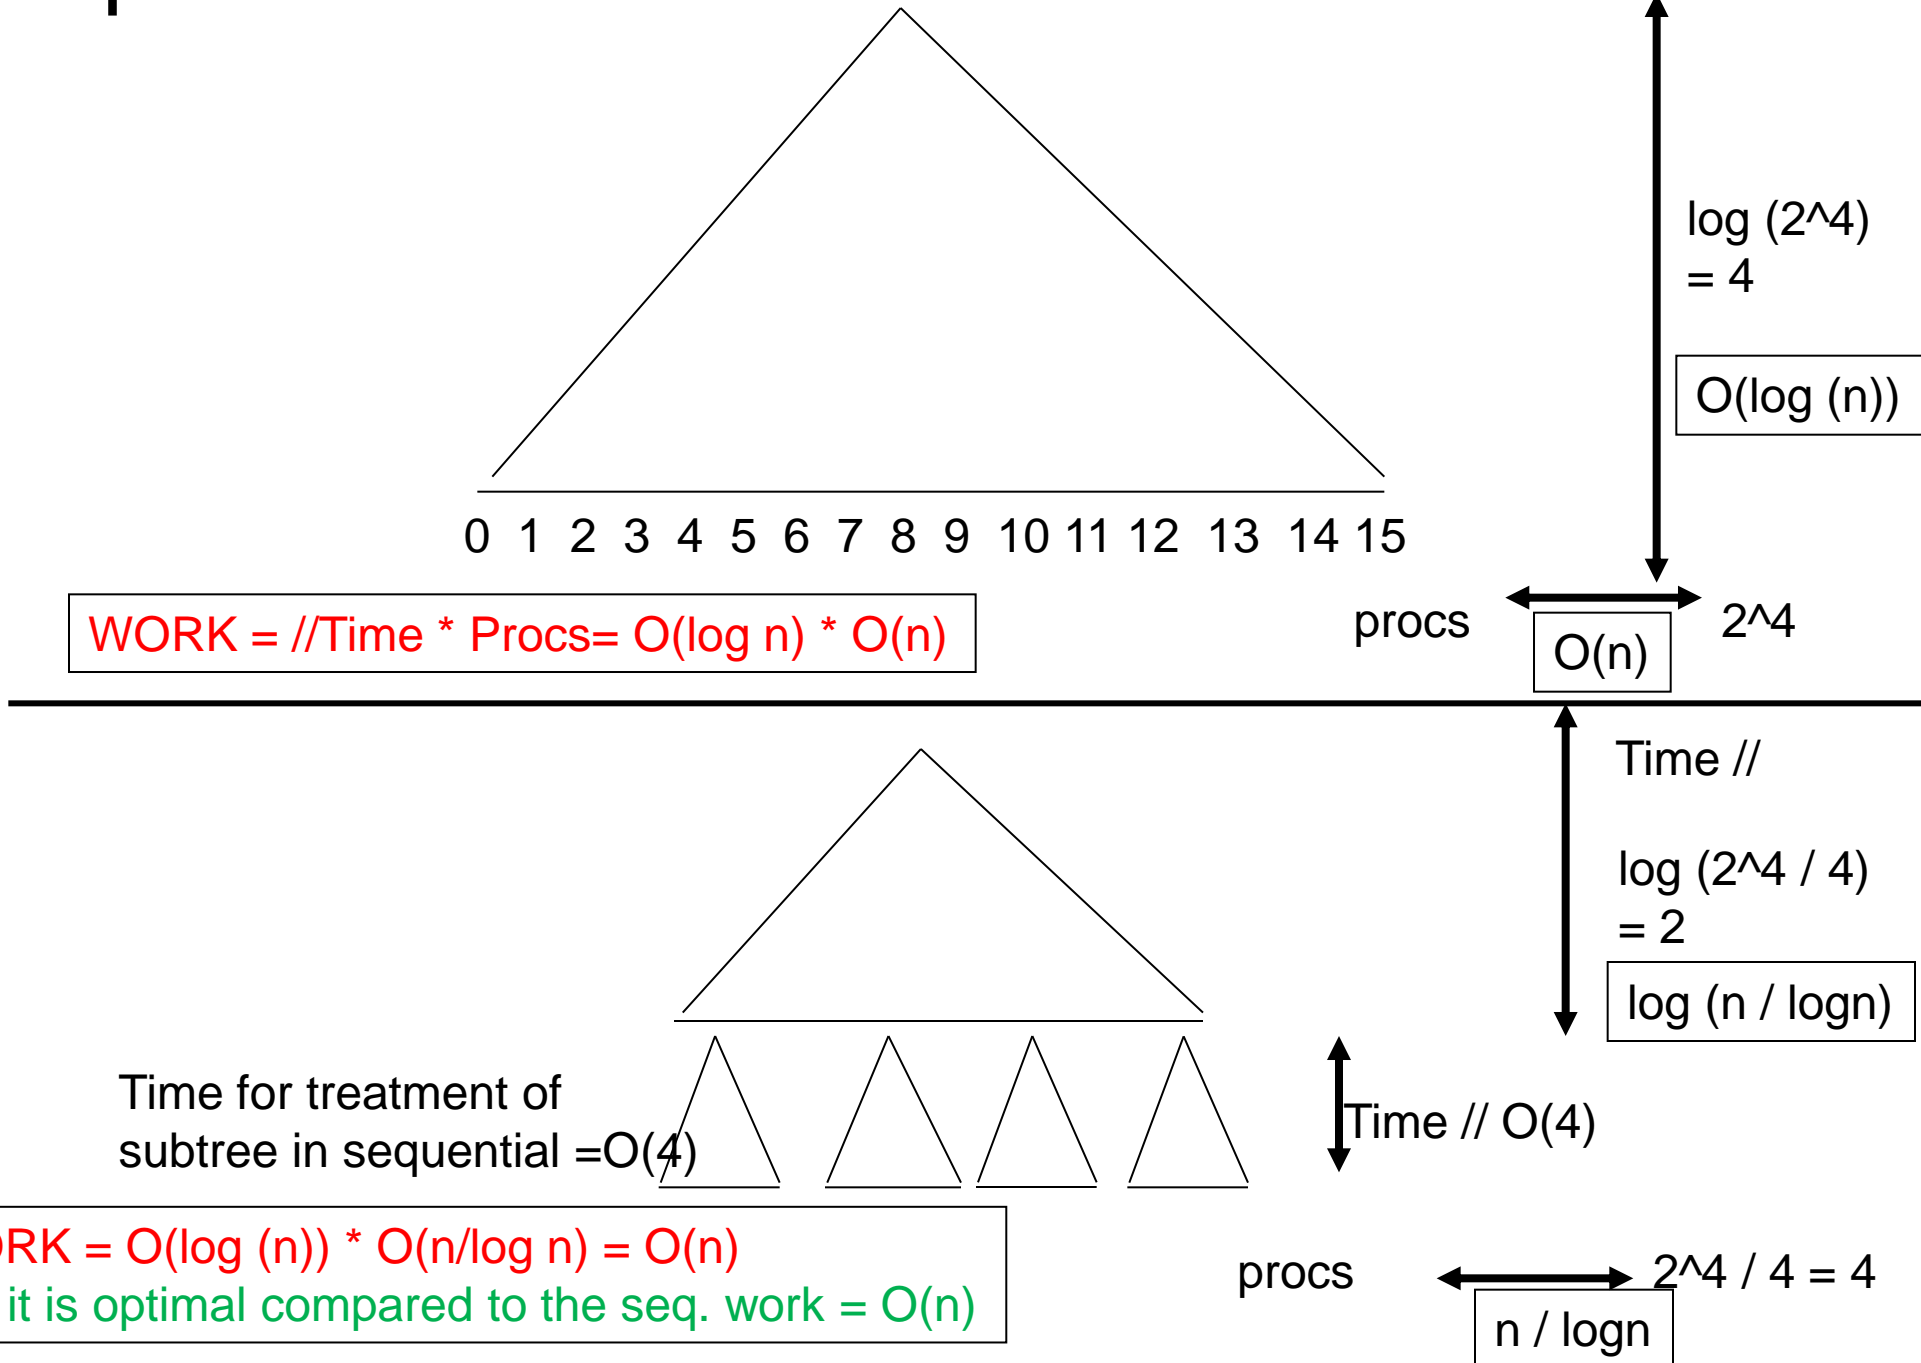 log (2^4)
= 4
O(log (n))
0 1 2 3 4 5 6 7 8 9 10 11 12 13 14 15
WORK = //Time * Procs= O(log n) * O(n)
procs
2^4
O(n)
Time //
log (2^4 / 4)
= 2
log (n / logn)
Time for treatment of
subtree in sequential =O(4)
Time // O(4)
RK = O(log (n)) * O(n/log n) = O(n)
it is optimal compared to the seq. work = O(n)
procs
2^4 / 4 = 4
n / logn